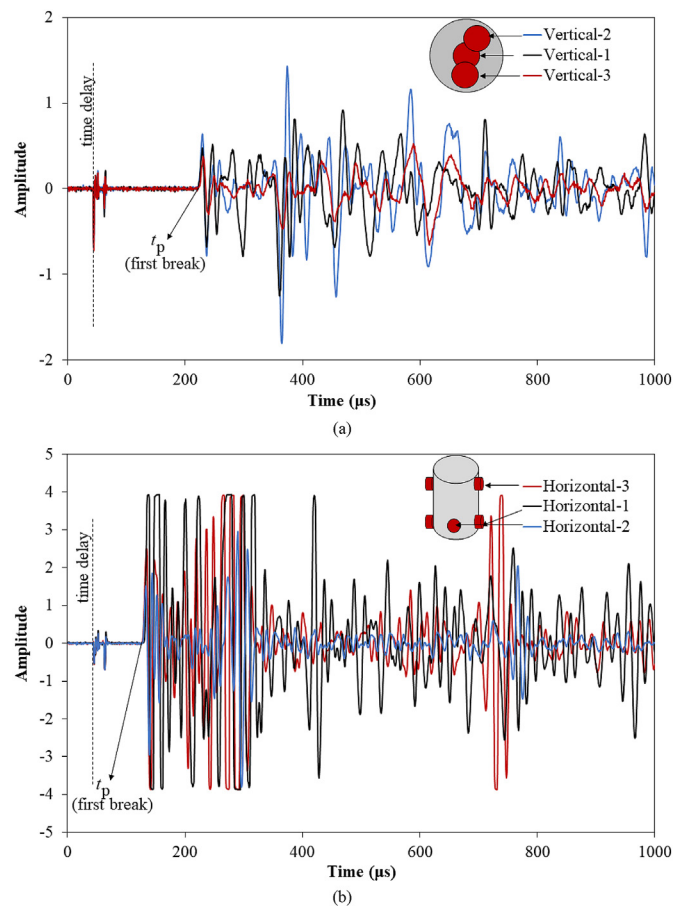 2
1
0
-1
-2
Amplitude
time delay
Vertical-2
Vertical-1
Vertical-3
tp
(first break)
0
200
400
600
800
1000
Time (µs)
(a)
5
4
3
2
1
0
-1
-2
-3
-4
-5
Amplitude
time delay
Horizontal-3
Horizontal-1
Horizontal-2
tp
(first break)
0
200
400
600
800
1000
Time (µs)
(b)